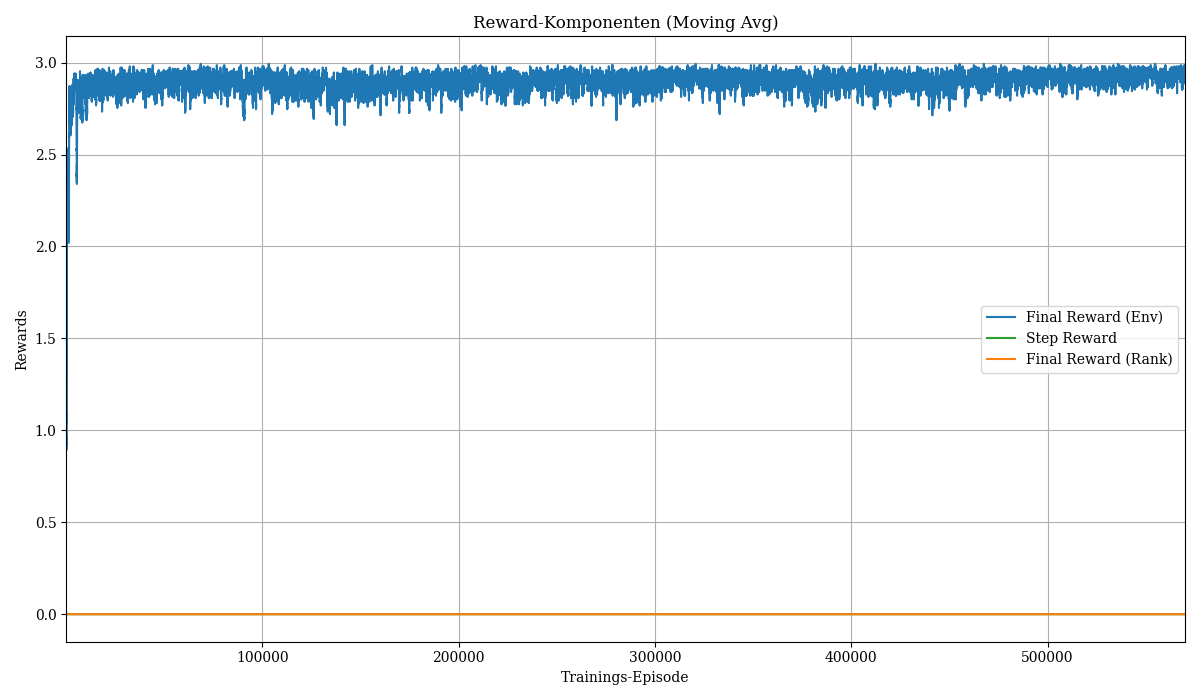 Reward-Komponenten (Moving Avg)
3.0
2.5
2.0
1.5
1.0
0.5
0.0
Rewards
Final Reward (Env)
Step Reward
Final Reward (Rank)
100000 200000 300000 400000 500000
Trainings-Episode